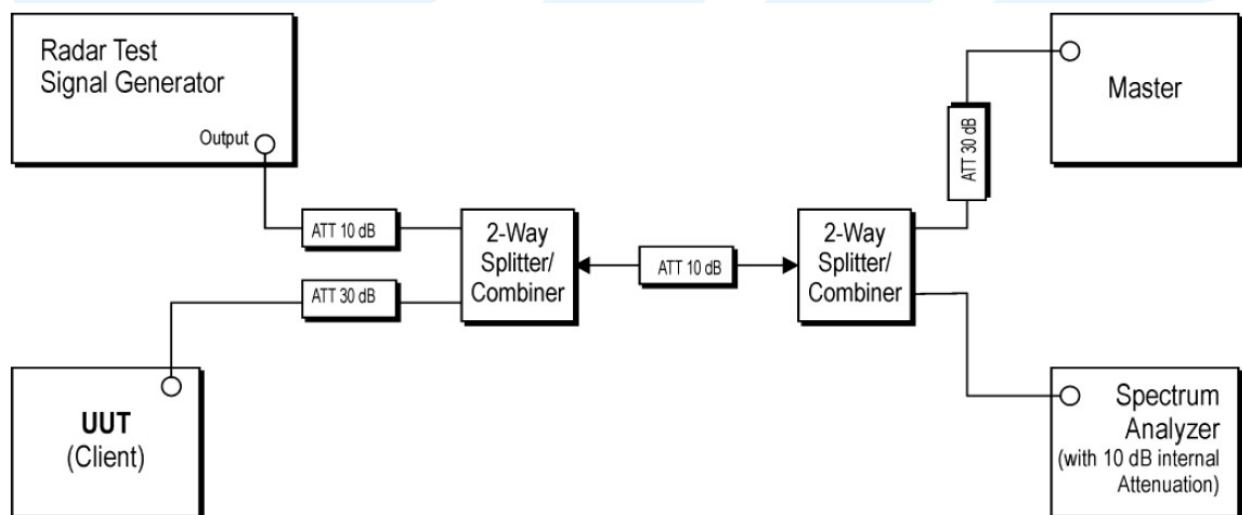 Radar Test
Signal Generator
Output
ATT 10 dB
ATT 30 dB
2-Way
Splitter/
Combiner
ATT 10 dB
2-Way
Splitter/
Combiner
ATT 30 dB
Master
UUT
(Client)
Spectrum
Analyzer
(with 10 dB internal
Attenuation)